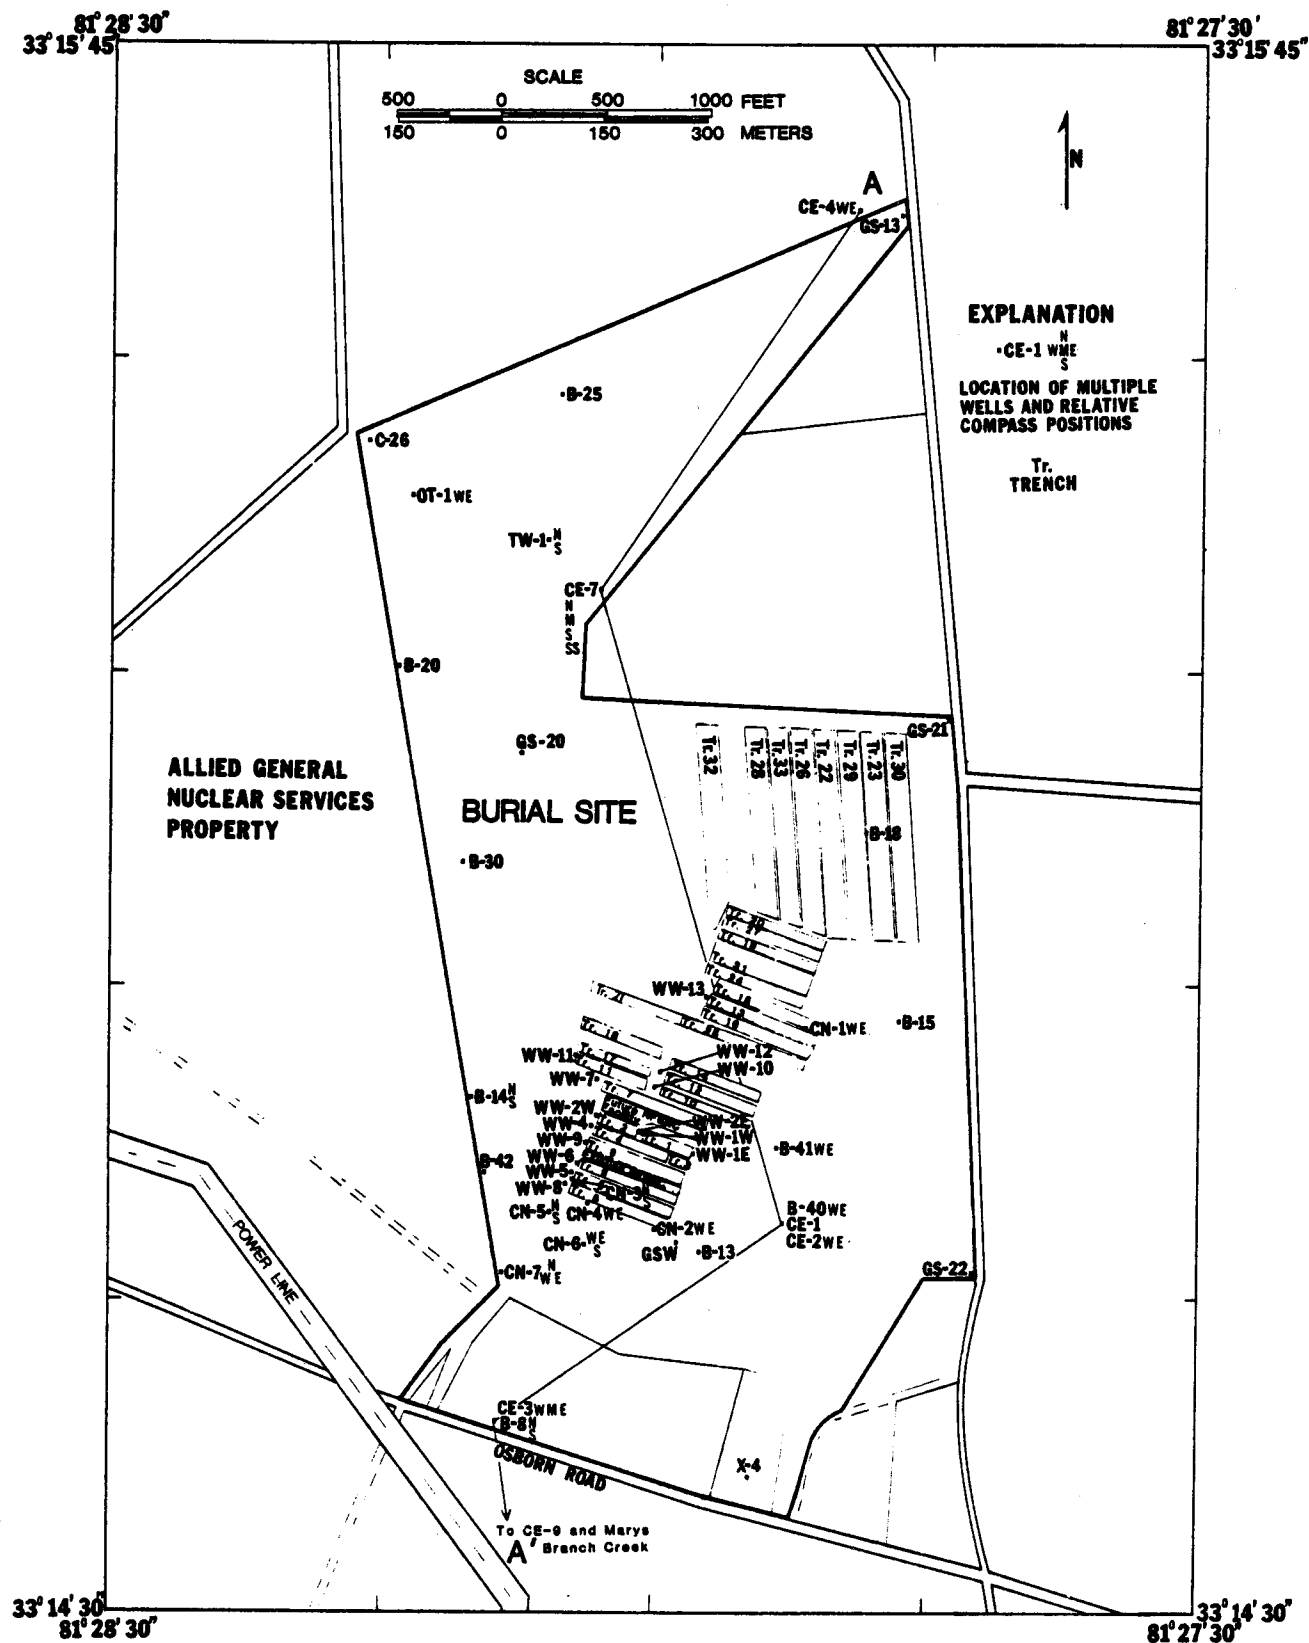 81° 28' 30"
81° 27' 30'
33° 15' 45"
33° 15' 45"
SCALE
500 0 500 1000 FEET
150 0 150 300 METERS
N
A
CE-4WE
GS-13
EXPLANATION
N
CE-1 WME
S
LOCATION OF MULTIPLE
WELLS AND RELATIVE
COMPASS POSITIONS
Tr.
TRENCH
B-25
C-26
OT-1WE
TW-1 N
S
CE-7
N
M
S
SS
B-20
GS-20
GS-21
Tr. 32
Tr. 28
Tr. 33
Tr. 26
Tr. 22
Tr. 29
Tr. 23
Tr. 30
ALLIED GENERAL
NUCLEAR SERVICES
PROPERTY
BURIAL SITE
B-18
B-30
WW-13
Tr. 21
CN-1WE
B-15
WW-12
WW-11
WW-10
WW-7
B-14 N
S
WW-2W
WW-2E
WW-4
WW-1W
WW-9
WW-1E
B-41WE
WW-6
B-42
WW-5
WW-8
CN-3 S
CN-5 N
S
CN-4WE
B-40WE
CE-1
CE-2WE
CN-2WE
CN-6 WE
S
GSW
B-13
CN-7 N
WE
GS-22
POWER LINE
CE-3WME
B-8 N
S
OSBORN ROAD
X-4
To CE-9 and Marys
Branch Creek
A'
33° 14' 30"
33° 14' 30"
81° 28' 30"
81° 27' 30"